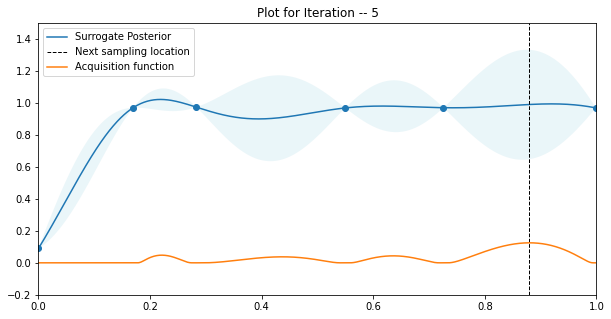 Plot for Iteration -- 5
Surrogate Posterior
Next sampling location
Acquisition function
1.4
1.2
1.0
0.8
0.6
0.4
0.2
0.0
−0.2
0.0 0.2 0.4 0.6 0.8 1.0